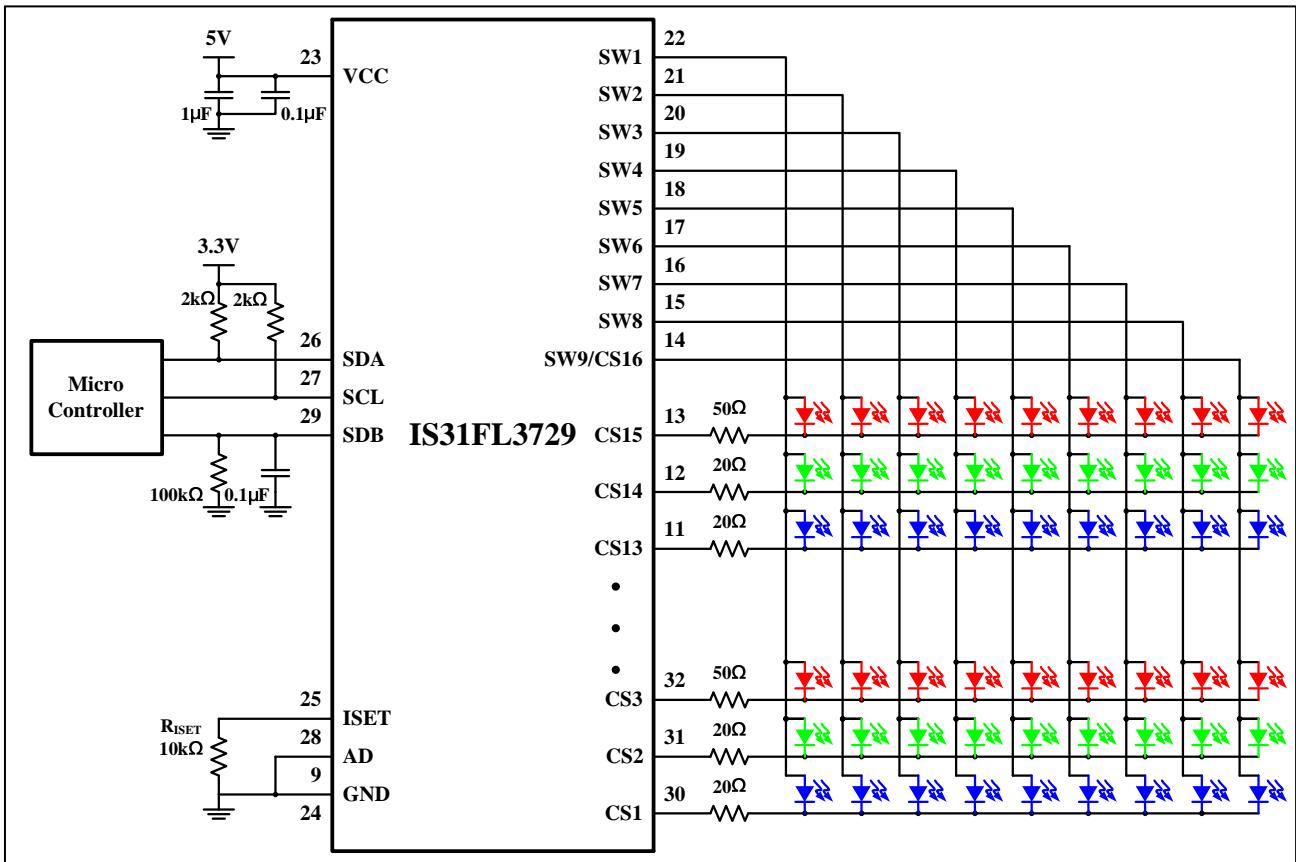 5V
23
VCC
1µF
0.1µF
3.3V
2kΩ
2kΩ
Micro
Controller
26
SDA
27
SCL
29
SDB
100kΩ
0.1µF
IS31FL3729
25
ISET
R_ISET
10kΩ
28
AD
9
GND
24
22
SW1
21
SW2
20
SW3
19
SW4
18
SW5
17
SW6
16
SW7
15
SW8
14
SW9/CS16
13
50Ω
CS15
12
20Ω
CS14
11
20Ω
CS13
32
50Ω
CS3
31
20Ω
CS2
30
20Ω
CS1